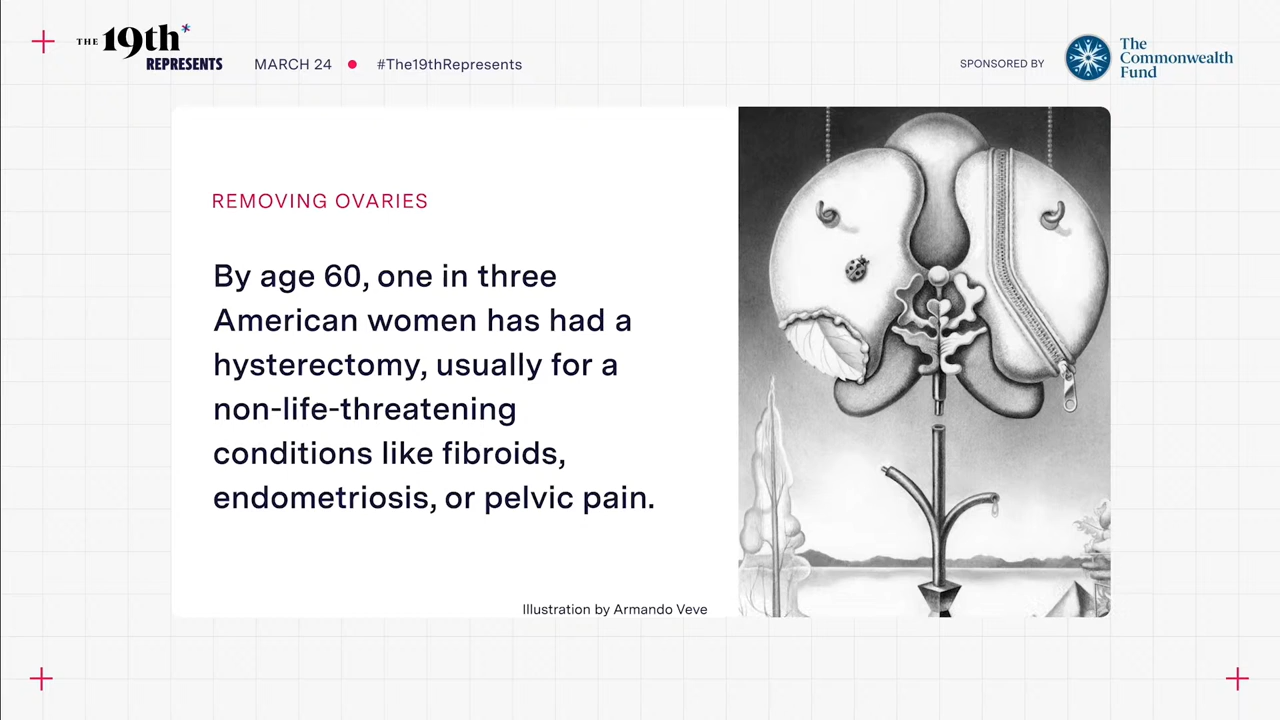 THE 19th*
REPRESENTS
MARCH 24 • #The19thRepresents
SPONSORED BY
The
Commonwealth
Fund
REMOVING OVARIES
By age 60, one in three
American women has had a
hysterectomy, usually for a
non-life-threatening
conditions like fibroids,
endometriosis, or pelvic pain.
Illustration by Armando Veve